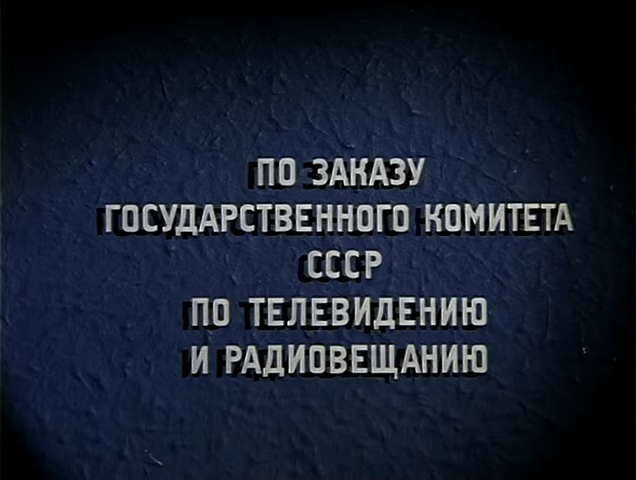 ПО ЗАКАЗУ
ГОСУДАРСТВЕННОГО КОМИТЕТА
СССР
ПО ТЕЛЕВИДЕНИЮ
И РАДИОВЕЩАНИЮ